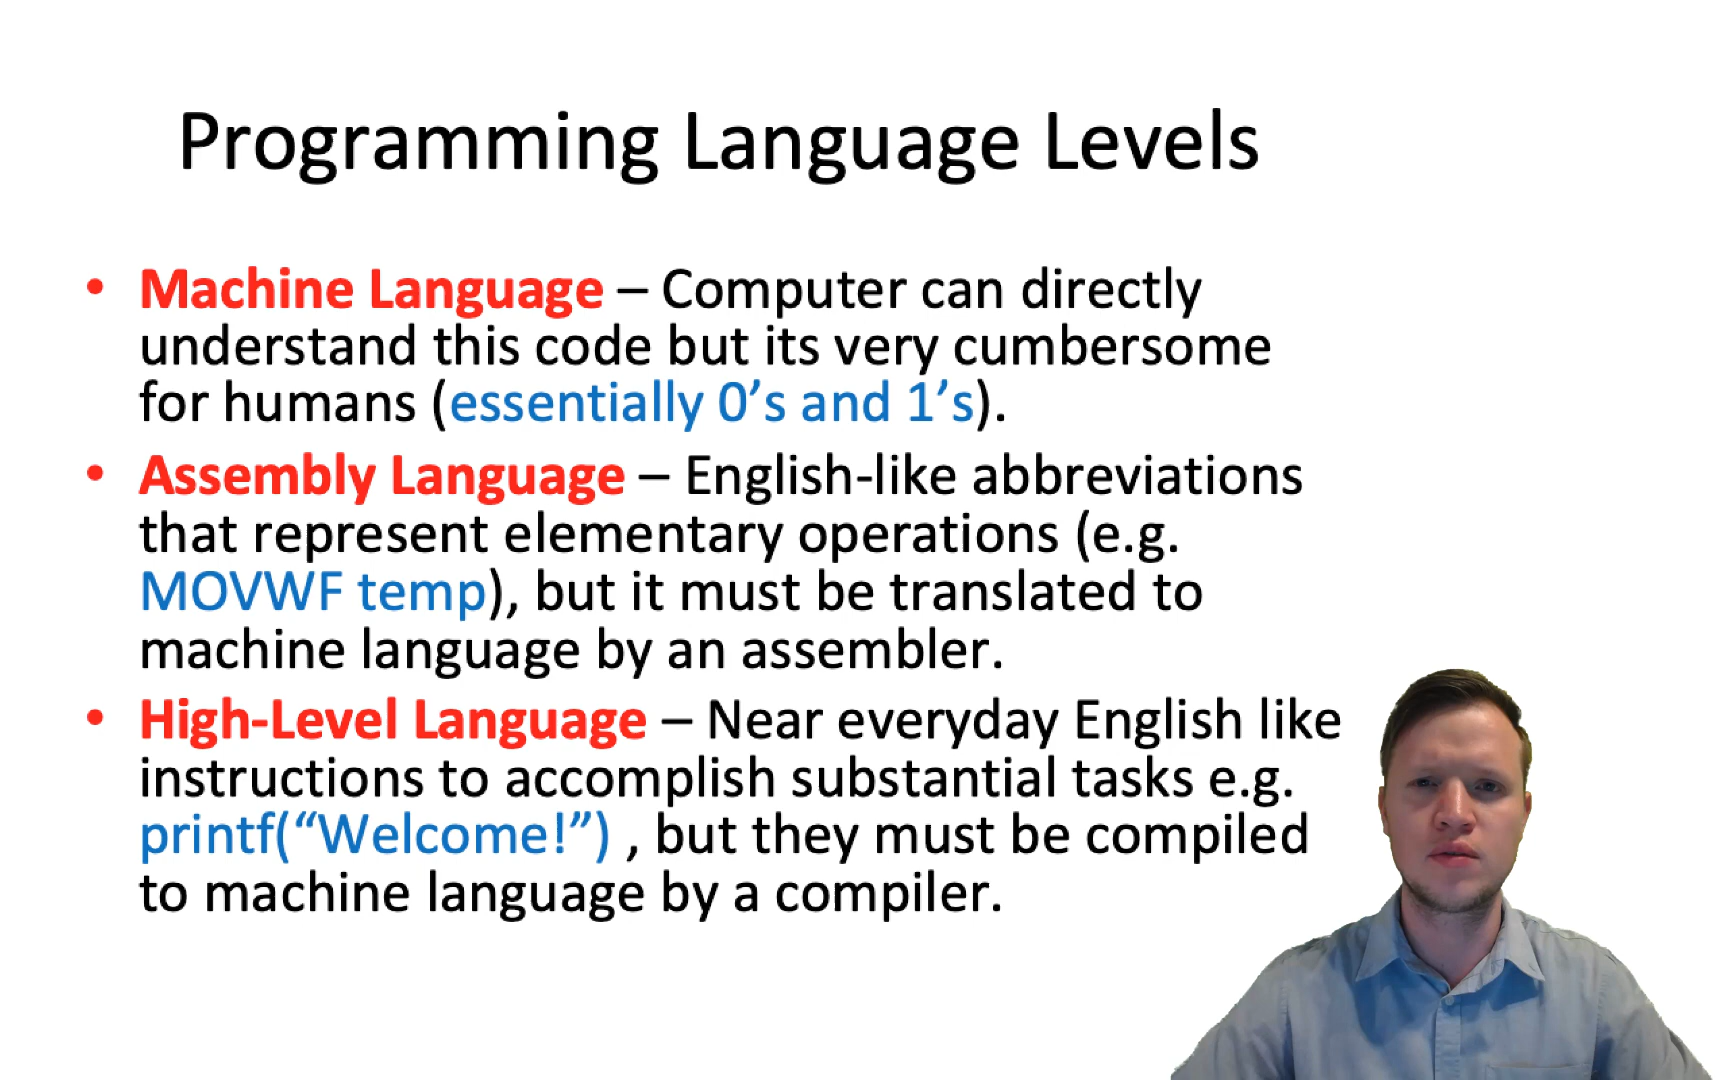 Programming Language Levels
• Machine Language – Computer can directly
understand this code but its very cumbersome
for humans (essentially 0’s and 1’s).
• Assembly Language – English-like abbreviations
that represent elementary operations (e.g.
MOVWF temp), but it must be translated to
machine language by an assembler.
• High-Level Language – Near everyday English like
instructions to accomplish substantial tasks e.g.
printf(“Welcome!”) , but they must be compiled
to machine language by a compiler.